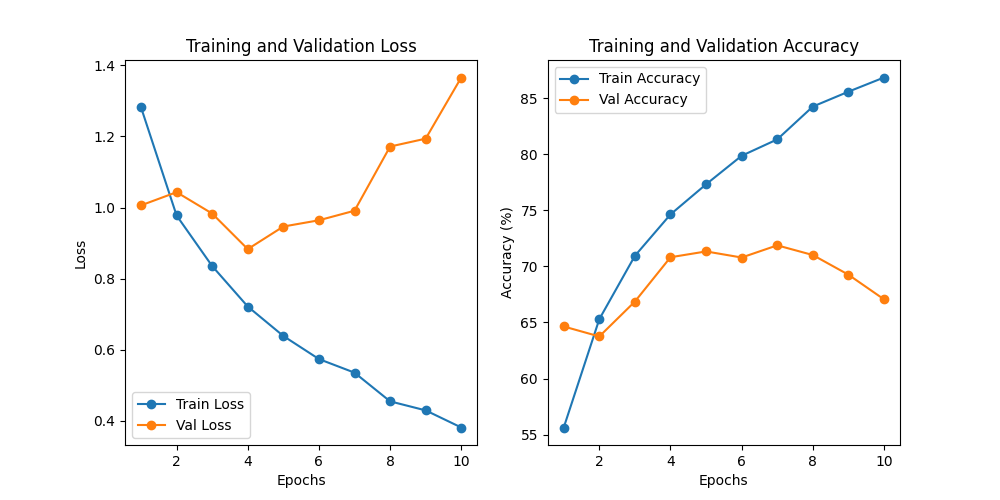 Training and Validation Loss
1.4
1.2
1.0
0.8
0.6
0.4
Loss
Train Loss
Val Loss
2 4 6 8 10
Epochs
Training and Validation Accuracy
Train Accuracy
Val Accuracy
85
80
75
70
65
60
55
Accuracy (%)
2 4 6 8 10
Epochs